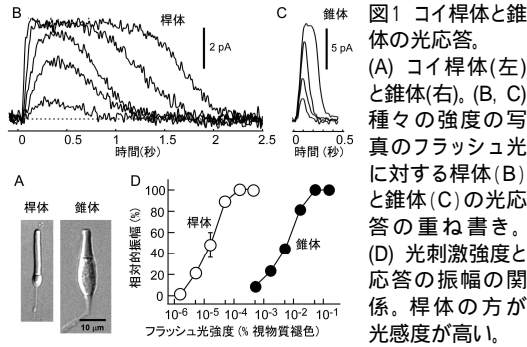 B
桿体
2 pA
0
0.5
1
1.5
2
2.5
時間(秒)
C
錐体
5 pA
0
0.5
時間 (秒)
A
桿体
錐体
10 μm
D
相対的振幅 (%)
100
80
60
40
20
0
桿体
錐体
10-6
10-5
10-4
10-3
10-2
10-1
フラッシュ光強度 (% 視物質褪色)
図1 コイ桿体と錐
体の光応答。
(A) コイ桿体(左)
と錐体(右)。(B, C)
種々の強度の写
真のフラッシュ光
に対する桿体(B)
と錐体(C)の光応
答の重ね書き。
(D) 光刺激強度と
応答の振幅の関
係。桿体の方が
光感度が高い。